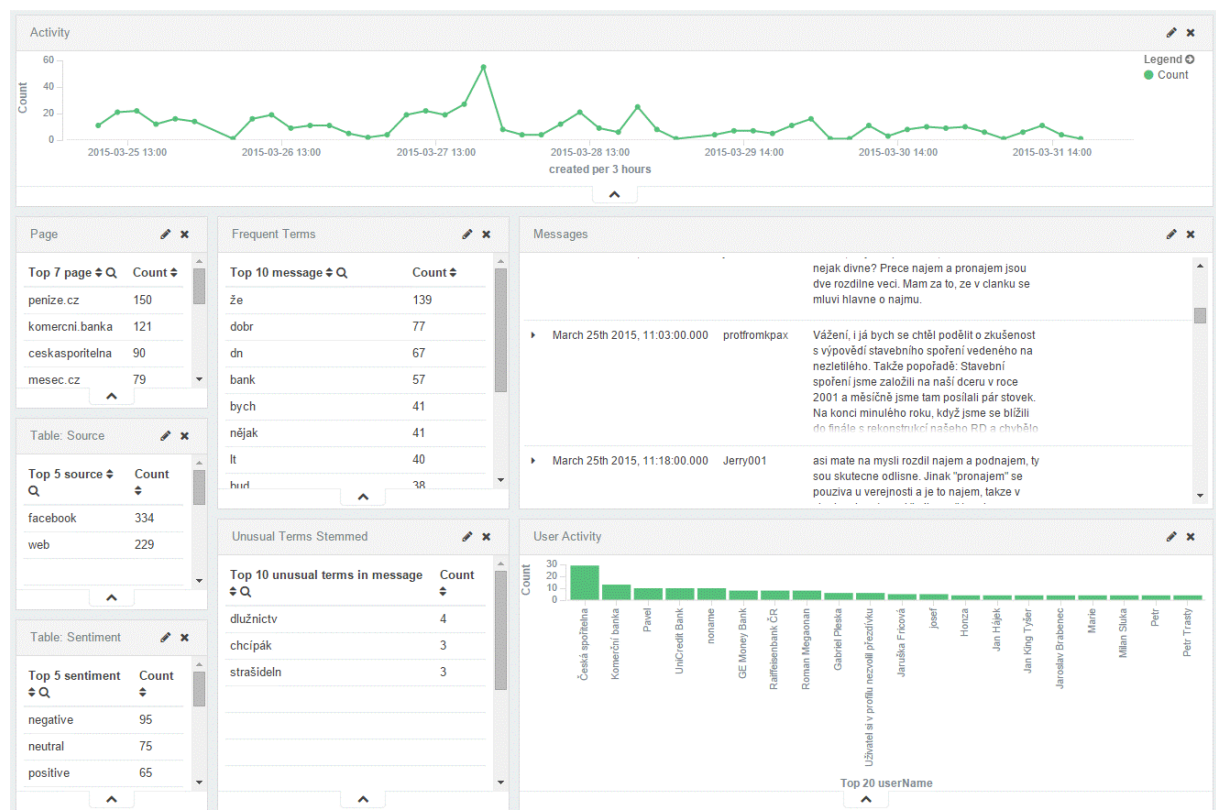 Activity
Legend
Count
60
40
20
0
Count
2015-03-25 13:00
2015-03-26 13:00
2015-03-27 13:00
2015-03-28 13:00
2015-03-29 14:00
2015-03-30 14:00
2015-03-31 14:00
created per 3 hours
Page
Top 7 page Count
penize.cz 150
komercni.banka 121
ceskasporitelna 90
mesec.cz 79
Table: Source
Top 5 source Count
facebook 334
web 229
Table: Sentiment
Top 5 sentiment Count
negative 95
neutral 75
positive 65
Frequent Terms
Top 10 message Count
že 139
dobr 77
dn 67
bank 57
bych 41
nějak 41
lt 40
bud 38
Unusual Terms Stemmed
Top 10 unusual terms in message Count
dlužnictv 4
chcípák 3
strašideln 3
Messages
nejak divne? Prece najem a pronajem jsou
dve rozdilne veci. Mam za to, ze v clanku se
mluvi hlavne o najmu.
March 25th 2015, 11:03:00.000 protfromkpax Vážení, i já bych se chtěl podělit o zkušenost
s výpovědí stavebního spoření vedeného na
nezletilého. Takže popořadě: Stavební
spoření jsme založili na naší dceru v roce
2001 a měsíčně jsme tam posílali pár stovek.
Na konci minulého roku, když jsme se blížili
do finále s rekonstrukcí našeho RD a chybělo
March 25th 2015, 11:18:00.000 Jerry001 asi mate na mysli rozdil najem a podnajem, ty
sou skutecne odlisne. Jinak "pronajem" se
pouziva u verejnosti a je to najem, takze v
User Activity
Count
30
20
10
0
Česká spořitelna
Komerční banka
Pavel
UniCredit Bank
noname
GE Money Bank
Raiffeisenbank ČR
Roman Megaonan
Gabriel Pleska
Uživatel si v profilu nezvolil přezdívku
Jaruška Fricová
josef
Honza
Jan Hájek
Jan King Tyšer
Jaroslav Brabenec
Marie
Milan Sluka
Petr
Petr Trasty
Top 20 userName